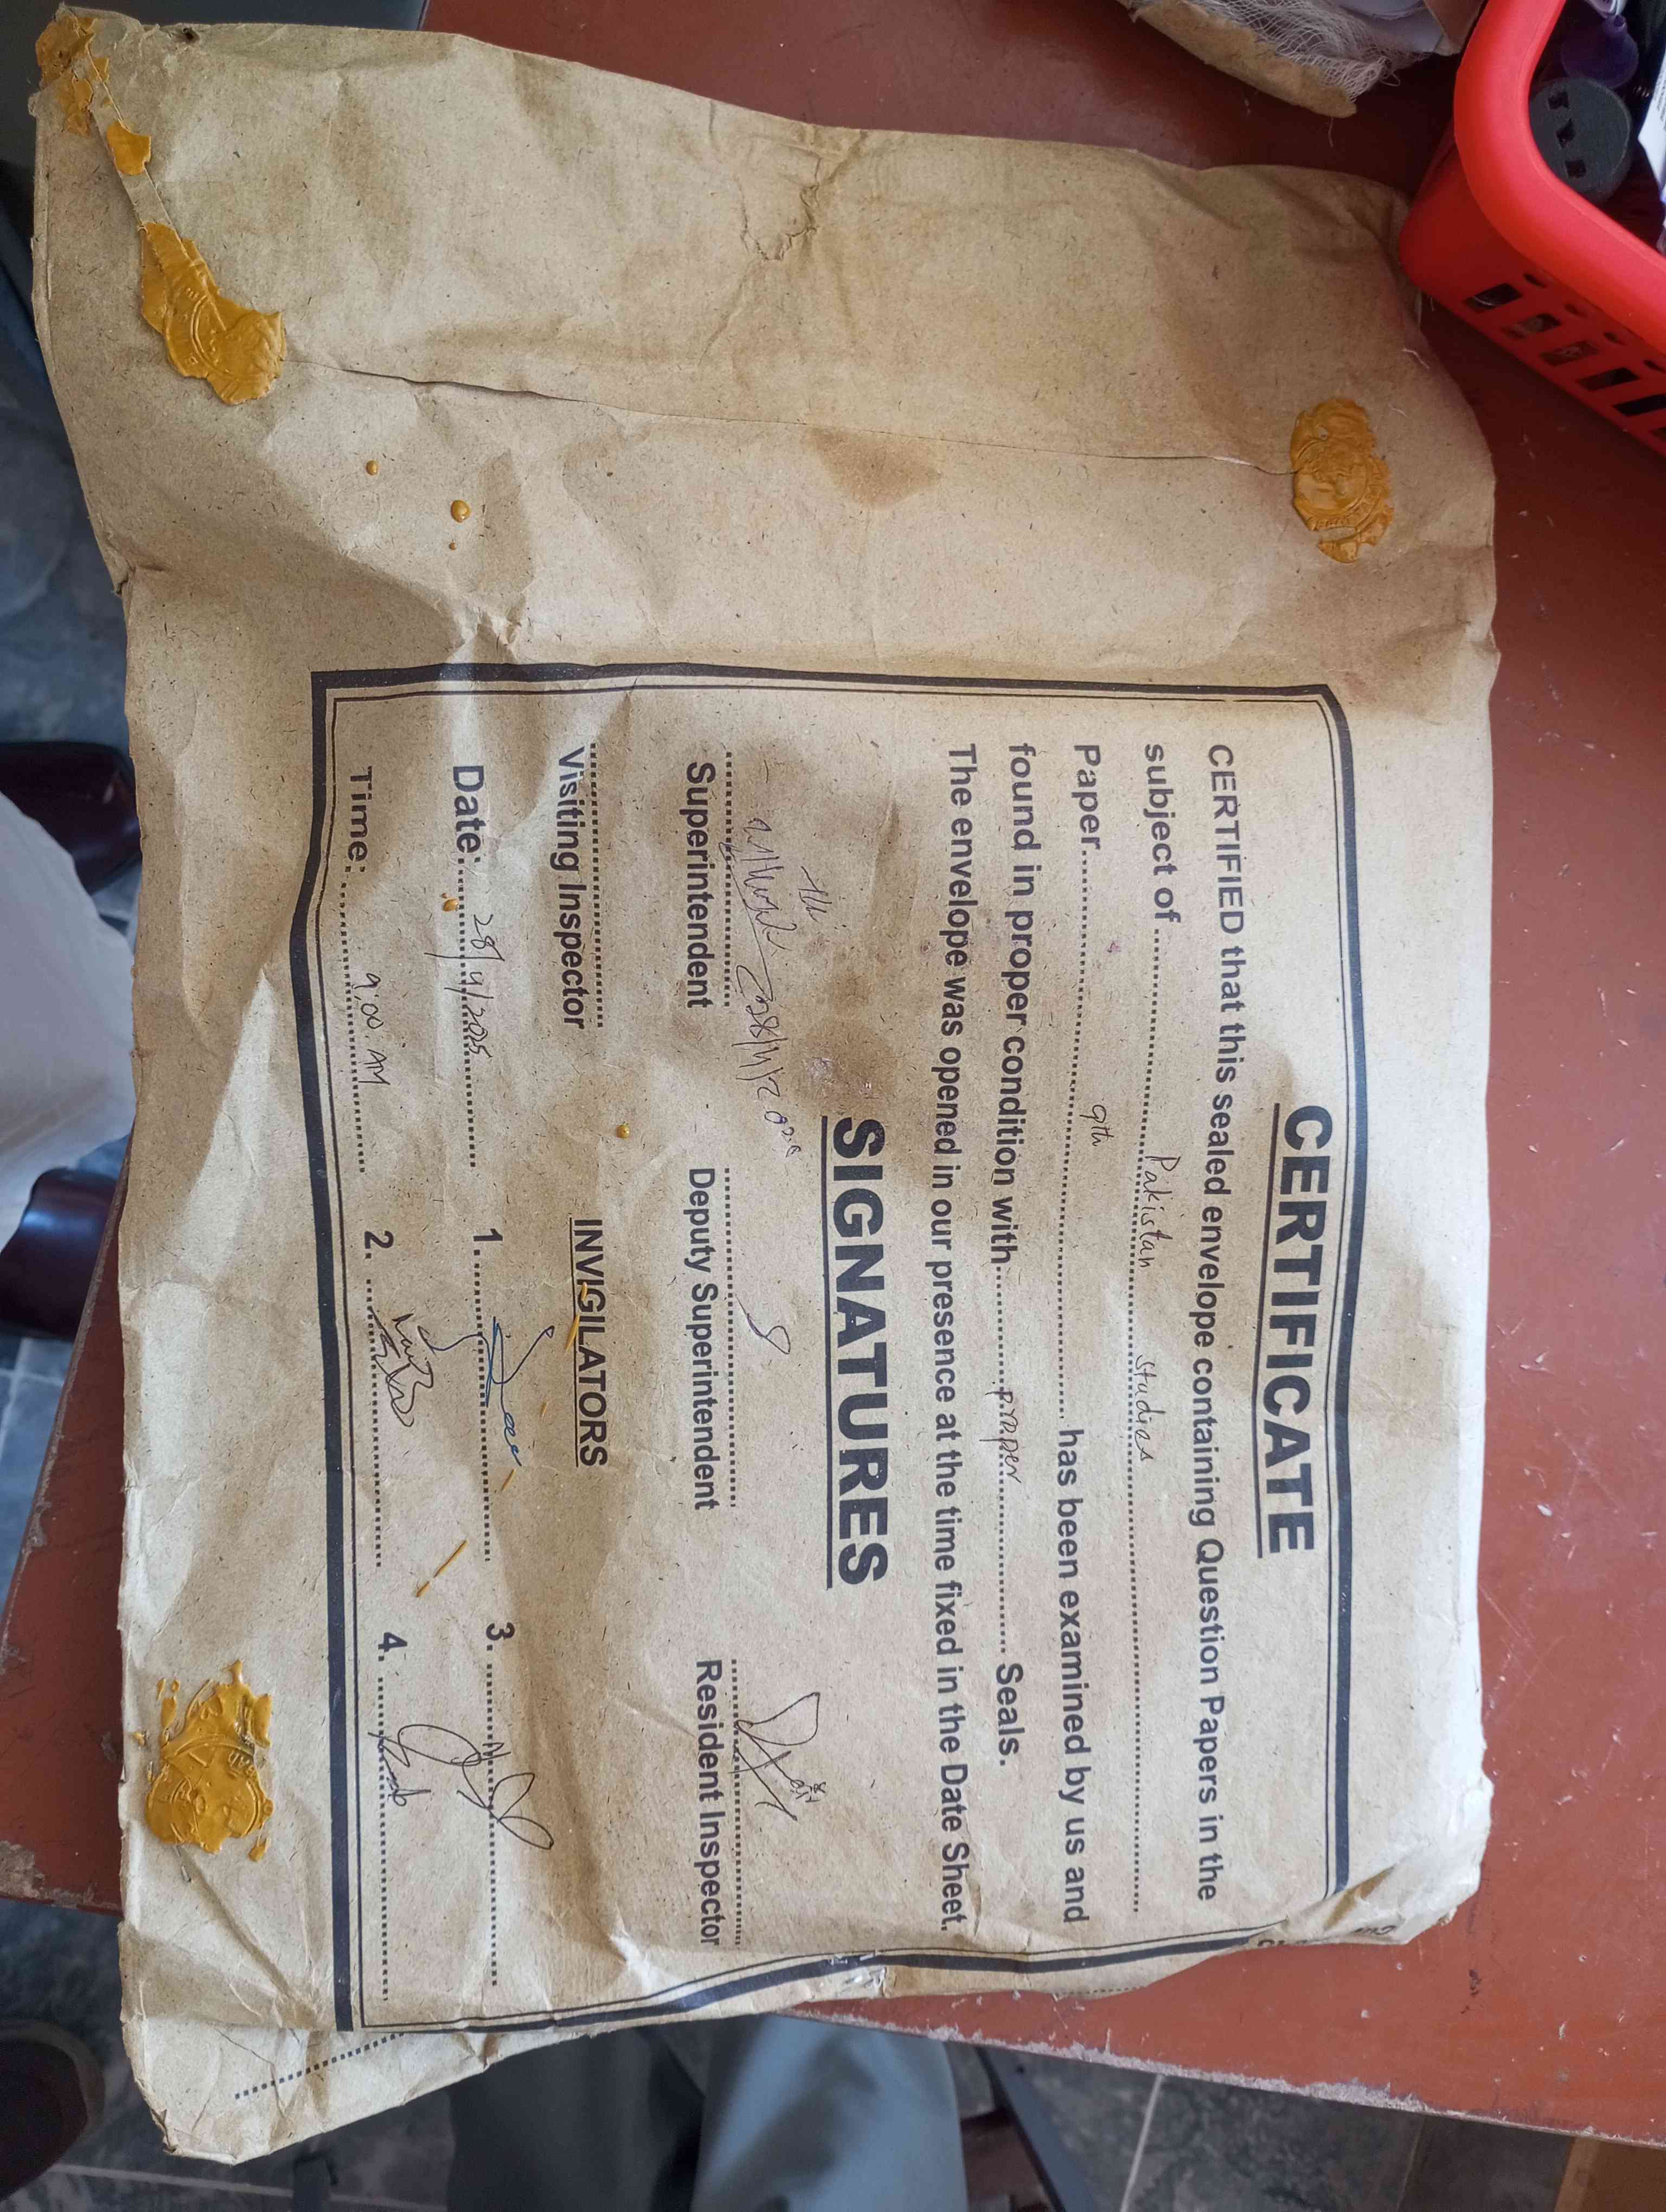 CERTIFICATE
CERTIFIED that this sealed envelope containing Question Papers in the
subject of ........ Pakistan Studies ........
Paper ........ 9th ........ has been examined by us and
found in proper condition with ........ proper ........ Seals.
The envelope was opened in our presence at the time fixed in the Date Sheet.
SIGNATURES
Superintendent Deputy Superintendent Resident Inspector
Visiting Inspector
INVIGILATORS
Date: 28/4/2025 1. 3.
Time: 9:00 AM 2. 4.